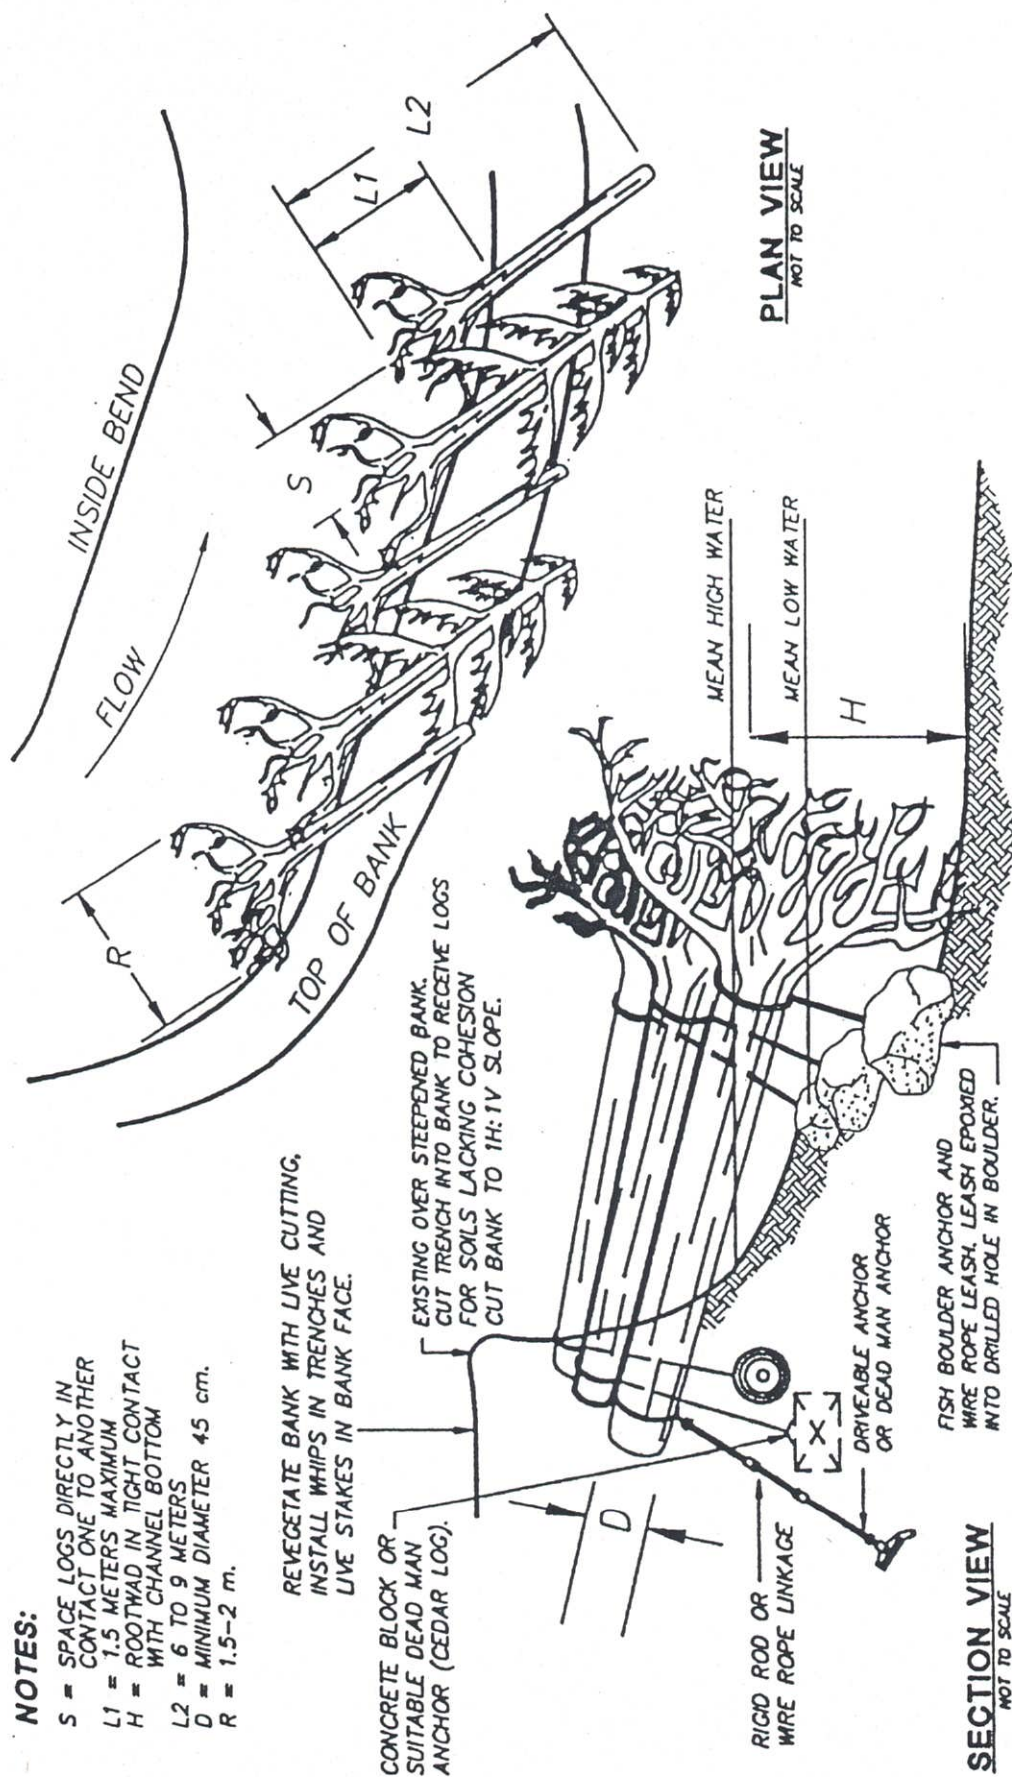 NOTES:
S = SPACE LOGS DIRECTLY IN
CONTACT ONE TO ANOTHER
L1 = 1.5 METERS MAXIMUM
H = ROOTWAD IN TIGHT CONTACT
WITH CHANNEL BOTTOM
L2 = 6 TO 9 METERS
D = MINIMUM DIAMETER 45 cm.
R = 1.5-2 m.
INSIDE BEND
FLOW
R
S
L1
L2
TOP OF BANK
PLAN VIEW
NOT TO SCALE
REVEGETATE BANK WITH LIVE CUTTING,
INSTALL WHIPS IN TRENCHES AND
LIVE STAKES IN BANK FACE.
EXISTING OVER STEEPENED BANK.
CUT TRENCH INTO BANK TO RECEIVE LOGS
FOR SOILS LACKING COHESION
CUT BANK TO 1H:1V SLOPE.
CONCRETE BLOCK OR
SUITABLE DEAD MAN
ANCHOR (CEDAR LOG).
D
X
MEAN HIGH WATER
MEAN LOW WATER
H
RIGID ROD OR
WIRE ROPE LINKAGE
DRIVEABLE ANCHOR
OR DEAD MAN ANCHOR
FISH BOULDER ANCHOR AND
WIRE ROPE LEASH. LEASH EPOXIED
INTO DRILLED HOLE IN BOULDER.
SECTION VIEW
NOT TO SCALE